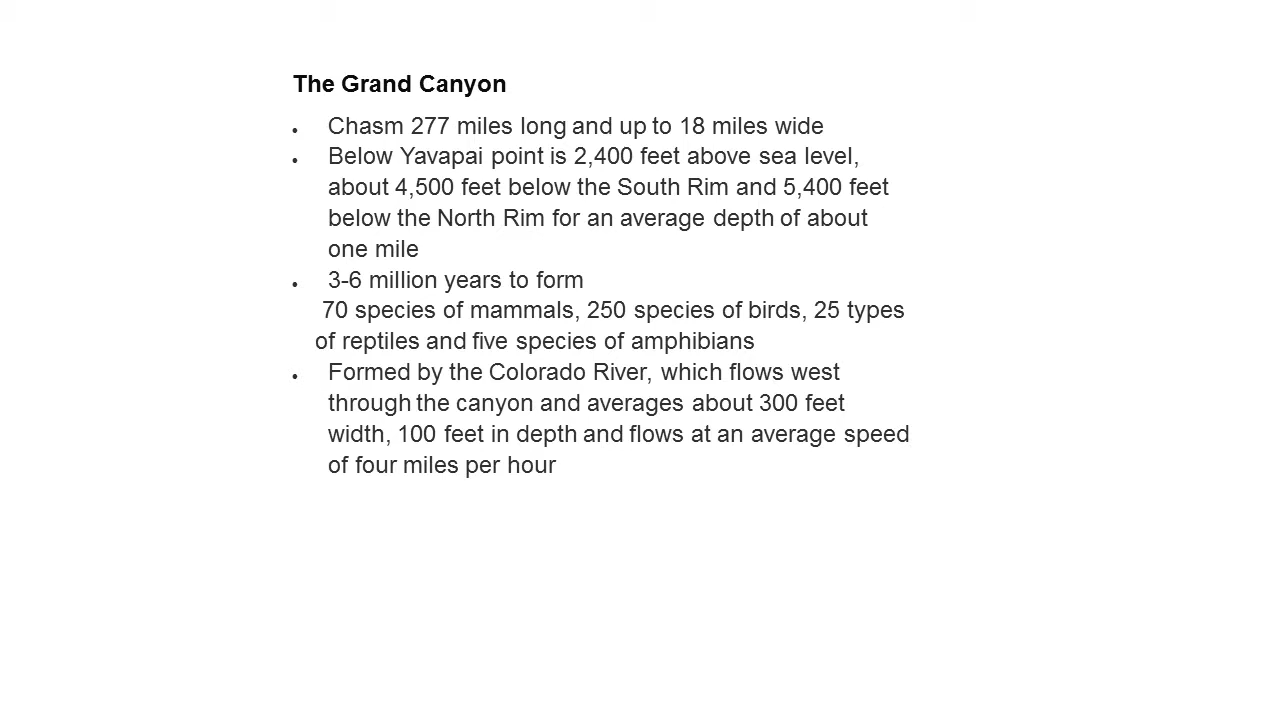 The Grand Canyon
• Chasm 277 miles long and up to 18 miles wide
• Below Yavapai point is 2,400 feet above sea level,
about 4,500 feet below the South Rim and 5,400 feet
below the North Rim for an average depth of about
one mile
• 3-6 million years to form
70 species of mammals, 250 species of birds, 25 types
of reptiles and five species of amphibians
• Formed by the Colorado River, which flows west
through the canyon and averages about 300 feet
width, 100 feet in depth and flows at an average speed
of four miles per hour